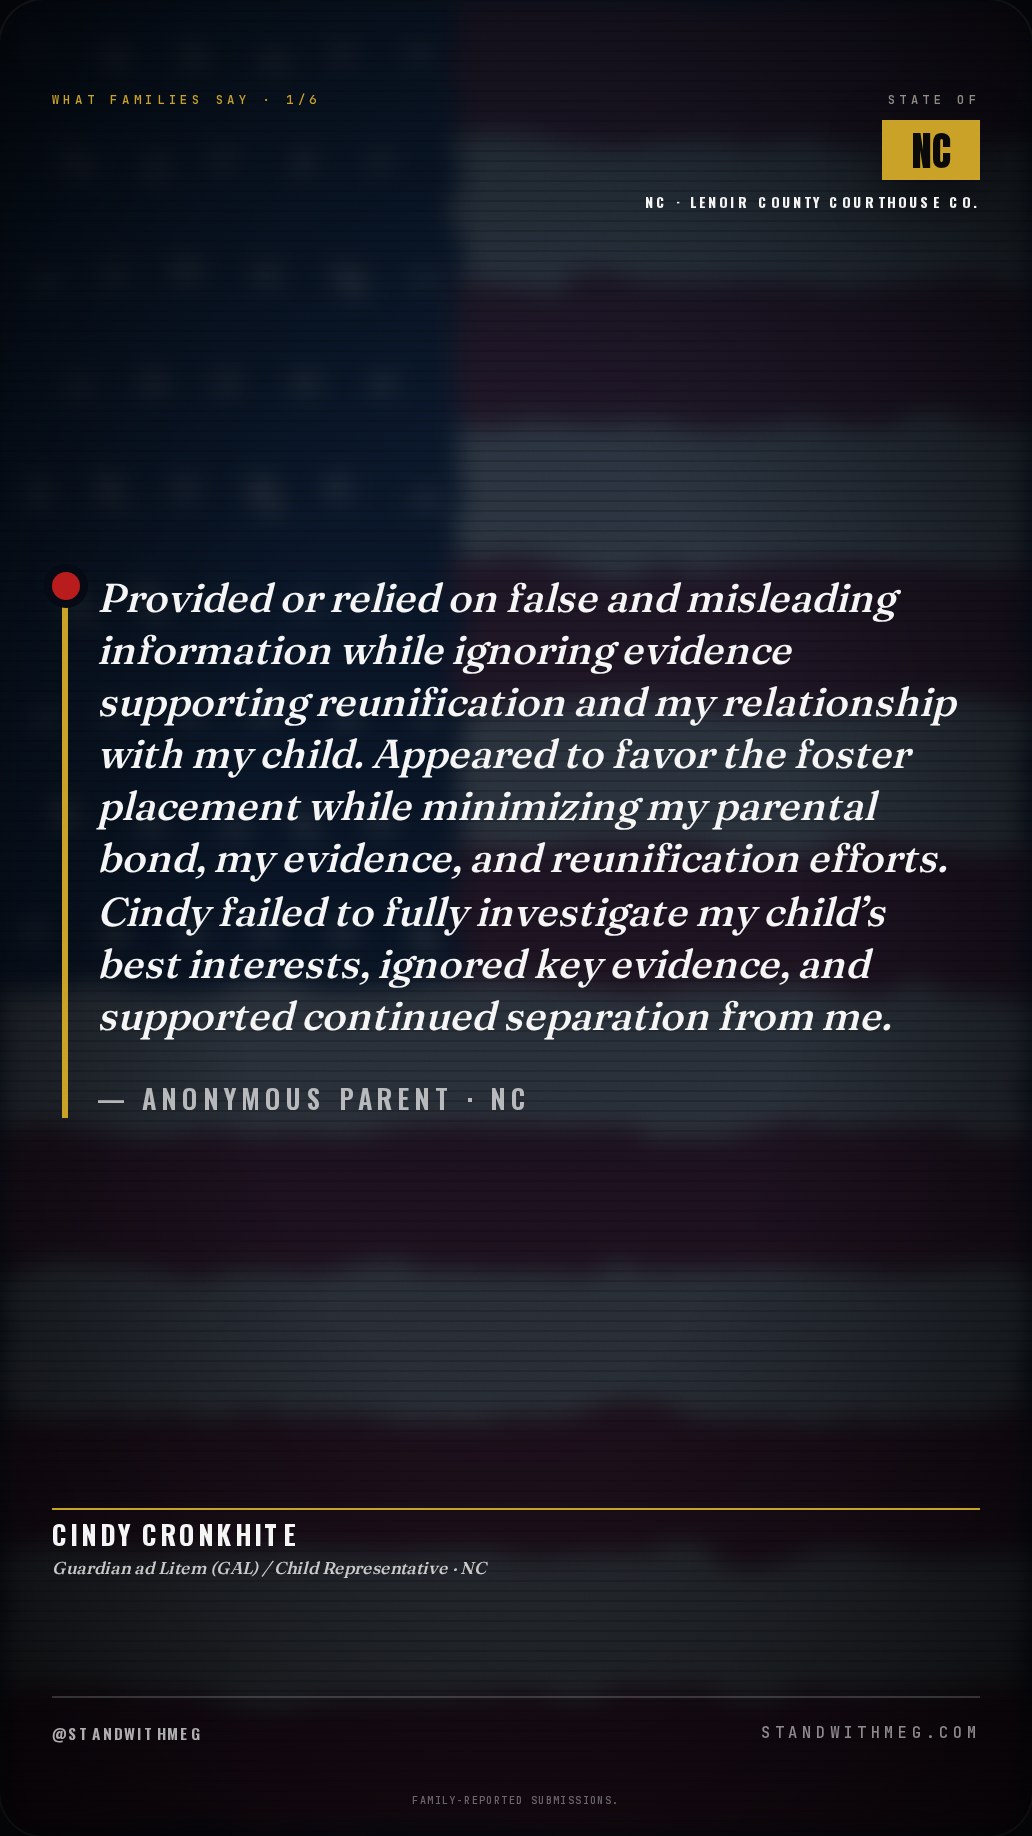 WHAT FAMILIES SAY · 1/6
STATE OF
NC
NC · LENOIR COUNTY COURTHOUSE CO.
Provided or relied on false and misleading
information while ignoring evidence
supporting reunification and my relationship
with my child. Appeared to favor the foster
placement while minimizing my parental
bond, my evidence, and reunification efforts.
Cindy failed to fully investigate my child’s
best interests, ignored key evidence, and
supported continued separation from me.
— ANONYMOUS PARENT · NC
CINDY CRONKHITE
Guardian ad Litem (GAL) / Child Representative · NC
@STANDWITHMEG
STANDWITHMEG.COM
FAMILY-REPORTED SUBMISSIONS.